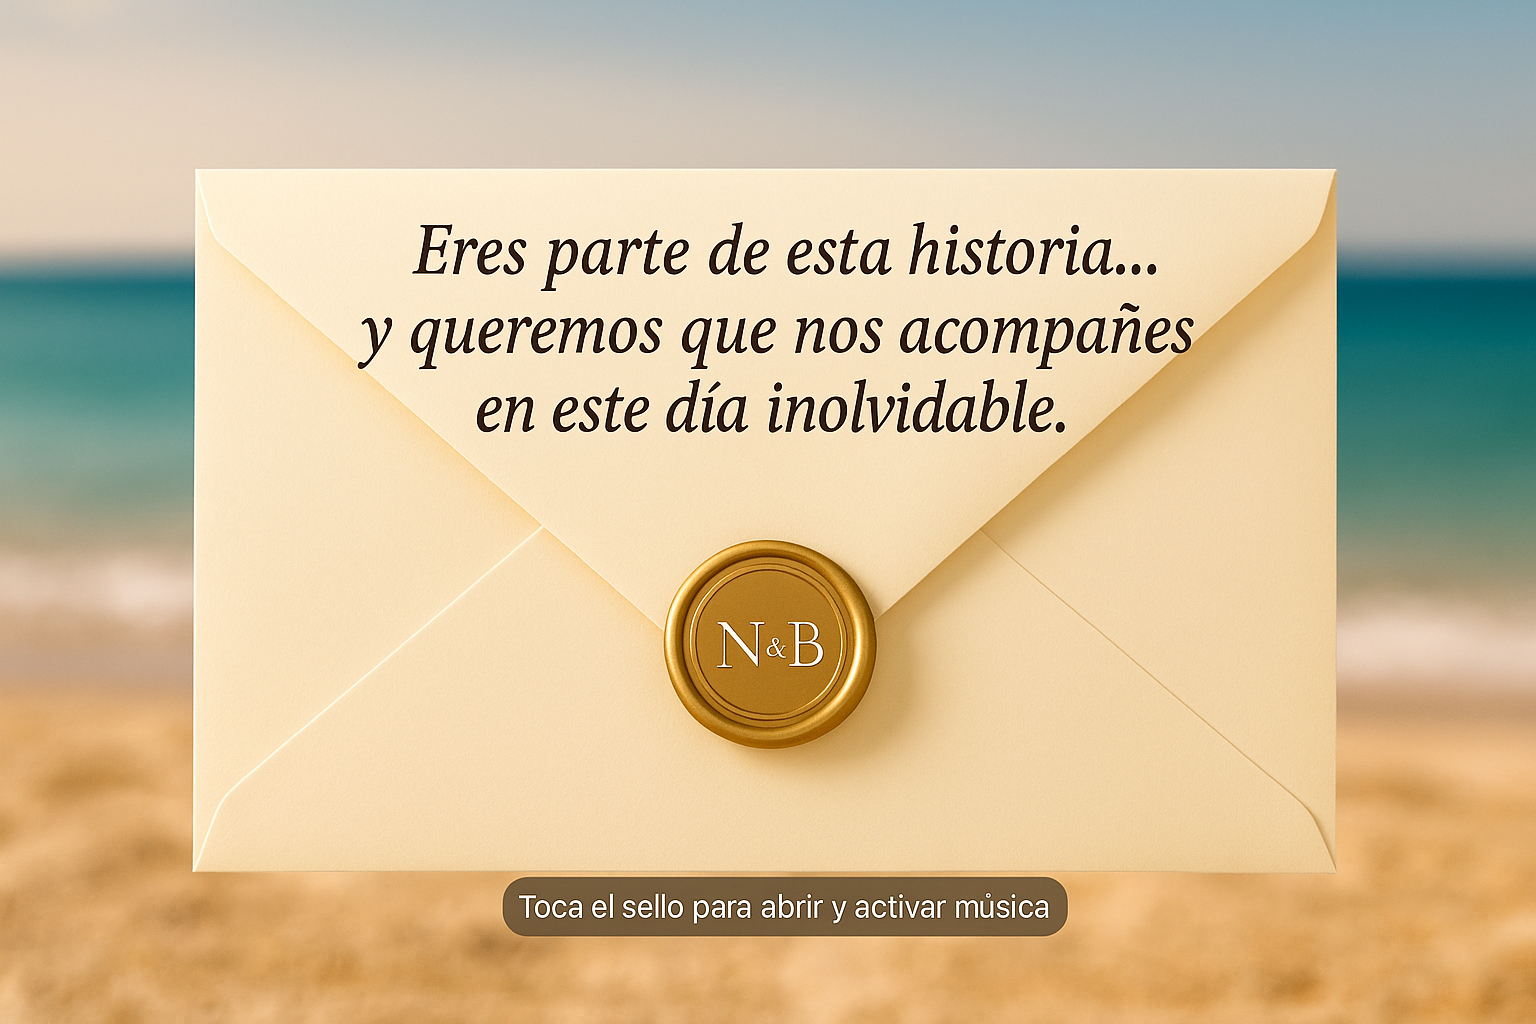 Eres parte de esta historia...
y queremos que nos acompañes
en este día inolvidable.
N&B
Toca el sello para abrir y activar música